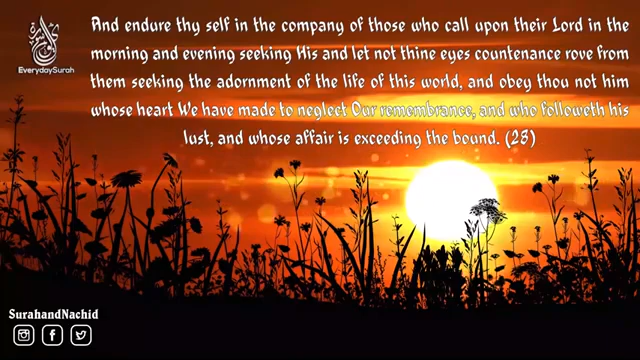 And endure thy self in the company of those who call upon their Lord in the
morning and evening seeking His and let not thine eyes countenance rove from
them seeking the adornment of the life of this world, and obey thou not him
whose heart We have made to neglect Our remembrance, and who followeth his
lust, and whose affair is exceeding the bound. (28)
EverydaySurah
SurahandNachid